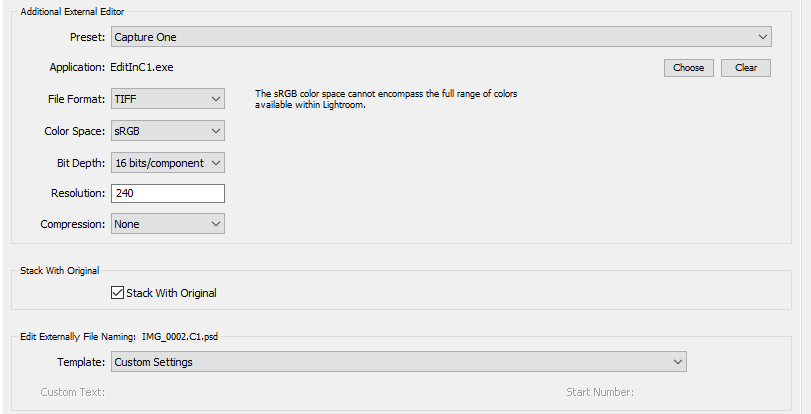 Additional External Editor
Preset: Capture One
Application: EditInC1.exe Choose Clear
File Format: TIFF The sRGB color space cannot encompass the full range of colors
available within Lightroom.
Color Space: sRGB
Bit Depth: 16 bits/component
Resolution: 240
Compression: None
Stack With Original
Stack With Original
Edit Externally File Naming: IMG_0002.C1.psd
Template: Custom Settings
Custom Text: Start Number: